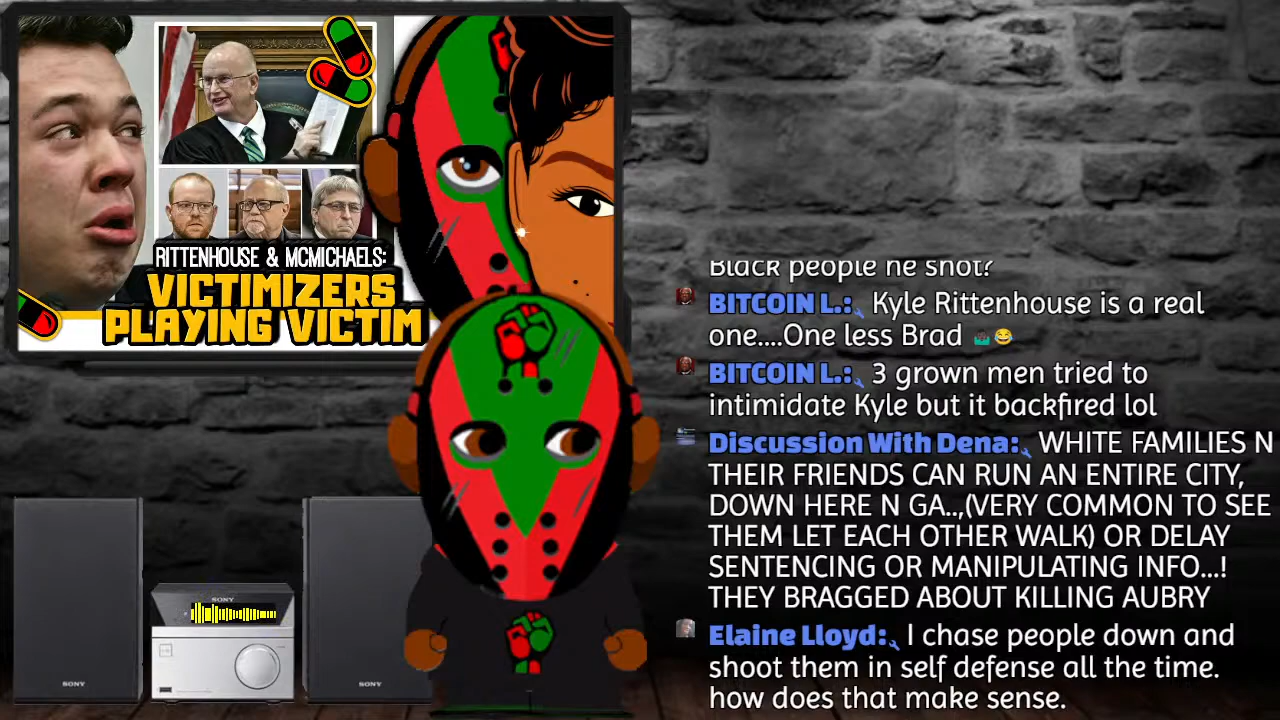 RITTENHOUSE & MCMICHAELS:
VICTIMIZERS
PLAYING VICTIM
SONY
SONY
SONY
Black people he shot?
BITCOIN L.: Kyle Rittenhouse is a real
one....One less Brad 🤷🏿‍♂️😂
BITCOIN L.: 3 grown men tried to
intimidate Kyle but it backfired lol
Discussion With Dena: WHITE FAMILIES N
THEIR FRIENDS CAN RUN AN ENTIRE CITY,
DOWN HERE N GA..,(VERY COMMON TO SEE
THEM LET EACH OTHER WALK) OR DELAY
SENTENCING OR MANIPULATING INFO...!
THEY BRAGGED ABOUT KILLING AUBRY
Elaine Lloyd: I chase people down and
shoot them in self defense all the time.
how does that make sense.